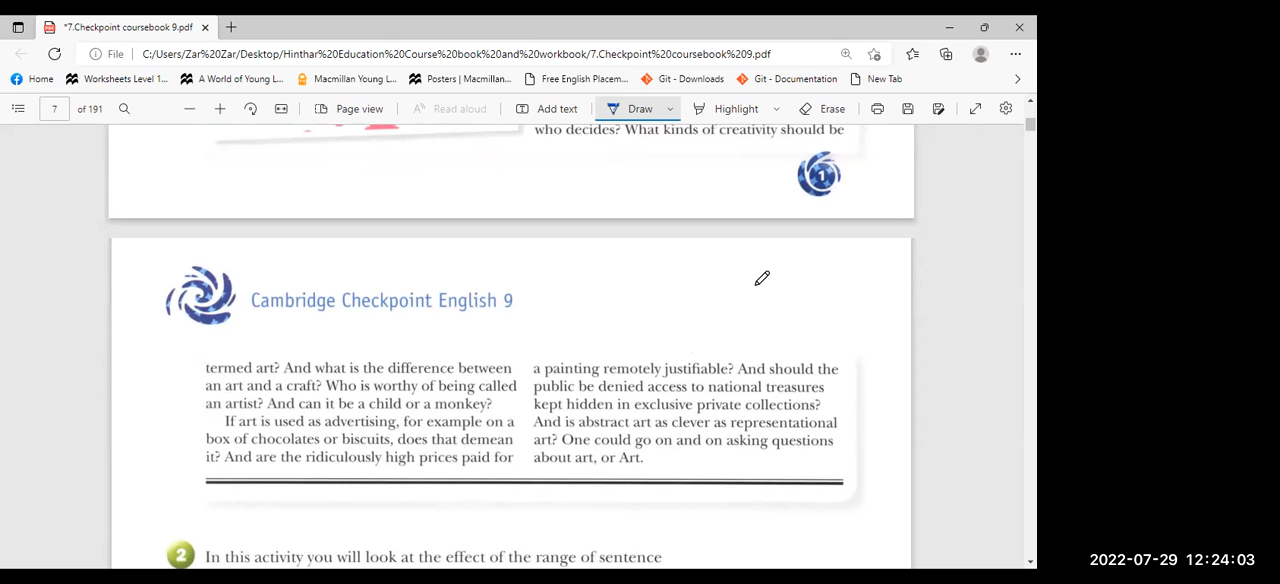 *7.Checkpoint coursebook 9.pdf
File C:/Users/Zar%20Zar/Desktop/Hinthar%20Education%20Course%20book%20and%20workbook/7.Checkpoint%20coursebook%209.pdf
Home Worksheets Level 1... A World of Young L... Macmillan Young L... Posters | Macmillan... Free English Placem... Git - Downloads Git - Documentation New Tab
7 of 191 Page view Read aloud Add text Draw Highlight Erase
who decides? What kinds of creativity should be
1
Cambridge Checkpoint English 9
termed art? And what is the difference between
an art and a craft? Who is worthy of being called
an artist? And can it be a child or a monkey?
If art is used as advertising, for example on a
box of chocolates or biscuits, does that demean
it? And are the ridiculously high prices paid for
a painting remotely justifiable? And should the
public be denied access to national treasures
kept hidden in exclusive private collections?
And is abstract art as clever as representational
art? One could go on and on asking questions
about art, or Art.
2 In this activity you will look at the effect of the range of sentence
2022-07-29 12:24:03